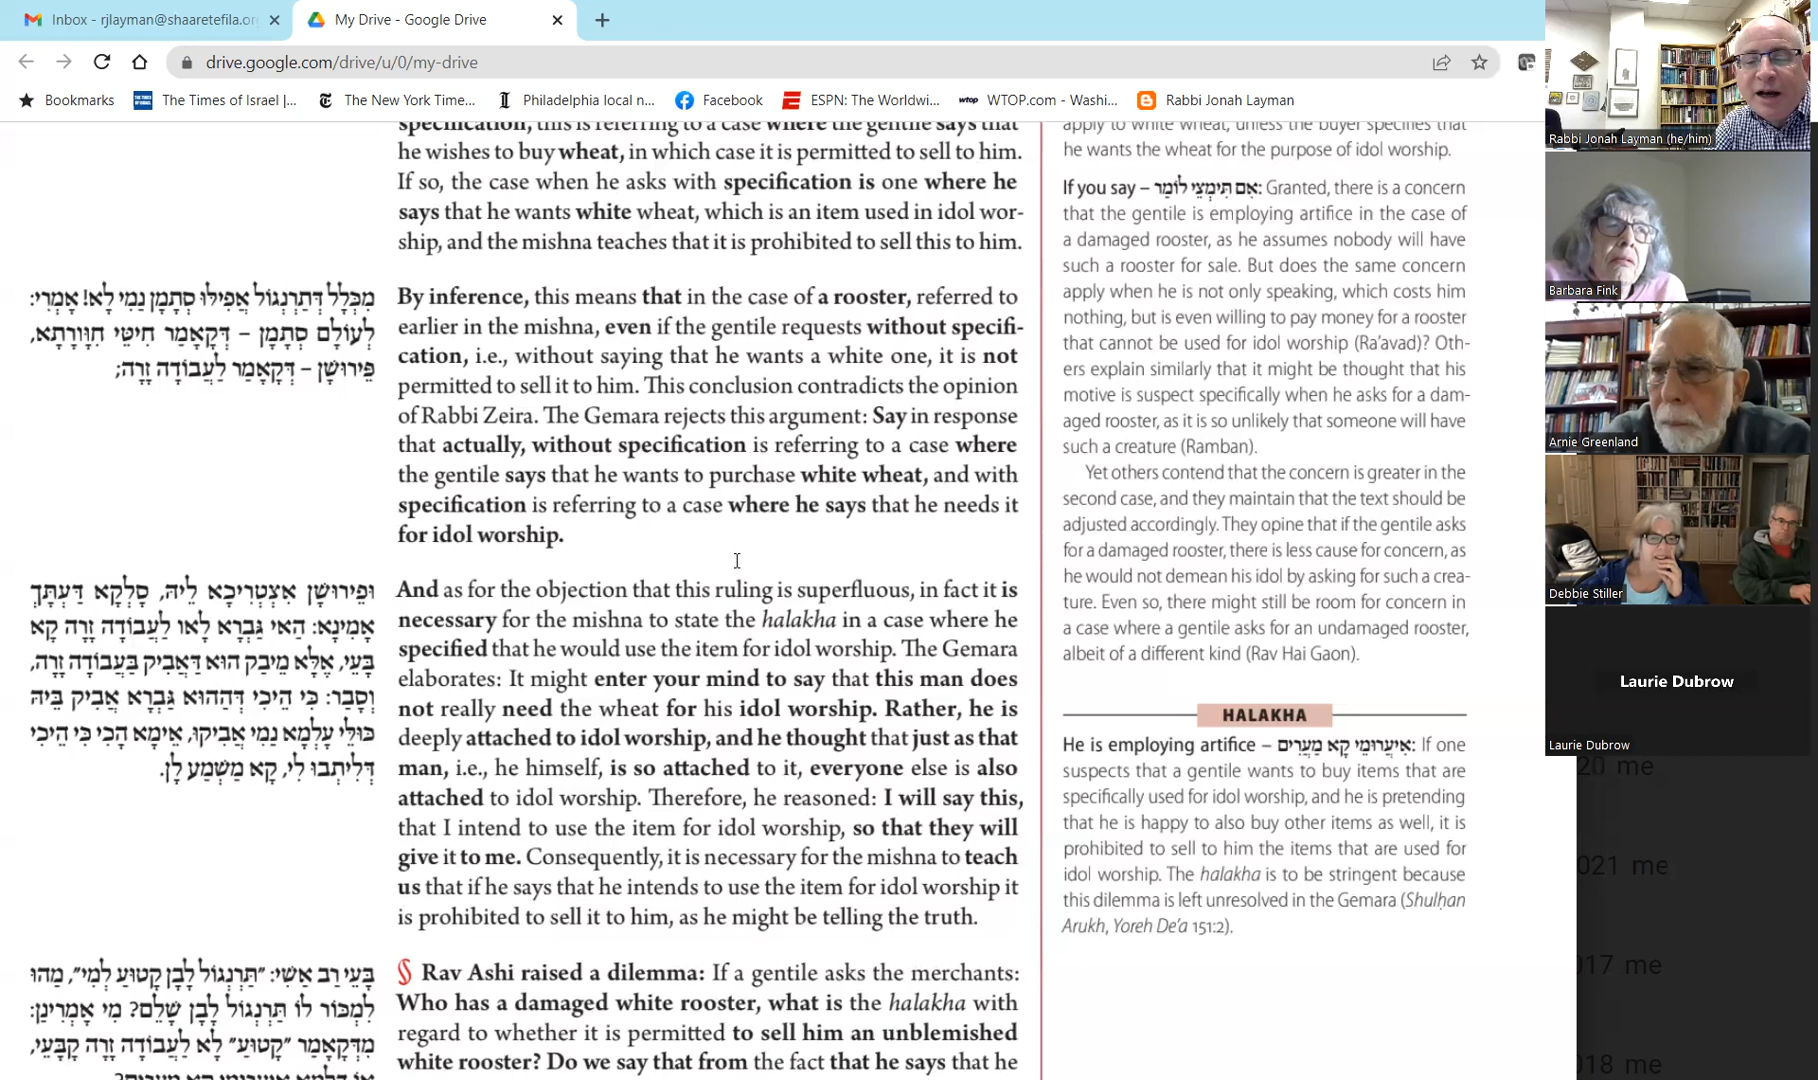 Inbox - rjlayman@shaaretefila.or
My Drive - Google Drive
drive.google.com/drive/u/0/my-drive
Bookmarks
The Times of Israel |...
The New York Time...
Philadelphia local n...
Facebook
ESPN: The Worldwi...
WTOP.com - Washi...
Rabbi Jonah Layman
specification, this is referring to a case where the gentile says that
he wishes to buy wheat, in which case it is permitted to sell to him.
If so, the case when he asks with specification is one where he
says that he wants white wheat, which is an item used in idol wor-
ship, and the mishna teaches that it is prohibited to sell this to him.
מִכְּלָל דְּתַרְנְגוֹל אֲפִילּוּ סְתָמָן נַמִי לָא! אָמְרִי:
לְעוֹלָם סְתָמָן – דְּקָאָמַר חִיטֵּי חִוָּורָתָא,
פֵּירוּשָׁן – דְּקָאָמַר לַעֲבוֹדָה זָרָה;
By inference, this means that in the case of a rooster, referred to
earlier in the mishna, even if the gentile requests without specifi-
cation, i.e., without saying that he wants a white one, it is not
permitted to sell it to him. This conclusion contradicts the opinion
of Rabbi Zeira. The Gemara rejects this argument: Say in response
that actually, without specification is referring to a case where
the gentile says that he wants to purchase white wheat, and with
specification is referring to a case where he says that he needs it
for idol worship.
וּפֵירוּשָׁן אִצְטְרִיכָא לֵיהּ, סָלְקָא דַּעְתָּךְ
אָמֵינָא: הַאי גַּבְרָא לָאו לַעֲבוֹדָה זָרָה קָא
בָּעֵי, אֶלָּא מֵיבָק הוּא דַּאֲבִיק בַּעֲבוֹדָה זָרָה,
וְסָבַר: כִּי הֵיכִי דְּהַהוּא גַּבְרָא אֲבִיק בֵּיהּ
כּוּלֵּי עָלְמָא נַמִי אֲבִיקוּ, אֵימָא הָכִי כִּי הֵיכִי
דְּלִיתְּבוּ לִי, קָא מַשְׁמַע לָן.
And as for the objection that this ruling is superfluous, in fact it is
necessary for the mishna to state the halakha in a case where he
specified that he would use the item for idol worship. The Gemara
elaborates: It might enter your mind to say that this man does
not really need the wheat for his idol worship. Rather, he is
deeply attached to idol worship, and he thought that just as that
man, i.e., he himself, is so attached to it, everyone else is also
attached to idol worship. Therefore, he reasoned: I will say this,
that I intend to use the item for idol worship, so that they will
give it to me. Consequently, it is necessary for the mishna to teach
us that if he says that he intends to use the item for idol worship it
is prohibited to sell it to him, as he might be telling the truth.
בָּעֵי רַב אַשִׁי: "תַּרְנְגוֹל לָבָן קָטוּעַ לְמִי", מַהוּ
לִמְכּוֹר לוֹ תַּרְנְגוֹל לָבָן שָׁלֵם? מִי אָמְרִינַן:
מִדְּקָאָמַר "קָטוּעַ" לָא לַעֲבוֹדָה זָרָה קָבָּעֵי,
Rav Ashi raised a dilemma: If a gentile asks the merchants:
Who has a damaged white rooster, what is the halakha with
regard to whether it is permitted to sell him an unblemished
white rooster? Do we say that from the fact that he says that he
apply to white wheat, unless the buyer specifies that
he wants the wheat for the purpose of idol worship.
If you say – אִם תִּימְצֵי לוֹמַר: Granted, there is a concern
that the gentile is employing artifice in the case of
a damaged rooster, as he assumes nobody will have
such a rooster for sale. But does the same concern
apply when he is not only speaking, which costs him
nothing, but is even willing to pay money for a rooster
that cannot be used for idol worship (Ra'avad)? Oth-
ers explain similarly that it might be thought that his
motive is suspect specifically when he asks for a dam-
aged rooster, as it is so unlikely that someone will have
such a creature (Ramban).
Yet others contend that the concern is greater in the
second case, and they maintain that the text should be
adjusted accordingly. They opine that if the gentile asks
for a damaged rooster, there is less cause for concern, as
he would not demean his idol by asking for such a crea-
ture. Even so, there might still be room for concern in
a case where a gentile asks for an undamaged rooster,
albeit of a different kind (Rav Hai Gaon).
HALAKHA
He is employing artifice – אִיעָרוּמֵי קָא מַעֲרִים: If one
suspects that a gentile wants to buy items that are
specifically used for idol worship, and he is pretending
that he is happy to also buy other items as well, it is
prohibited to sell to him the items that are used for
idol worship. The halakha is to be stringent because
this dilemma is left unresolved in the Gemara (Shulḥan
Arukh, Yoreh De'a 151:2).
Rabbi Jonah Layman (he/him)
Barbara Fink
Arnie Greenland
Debbie Stiller
Laurie Dubrow
Laurie Dubrow
20 me
021 me
017 me
018 me